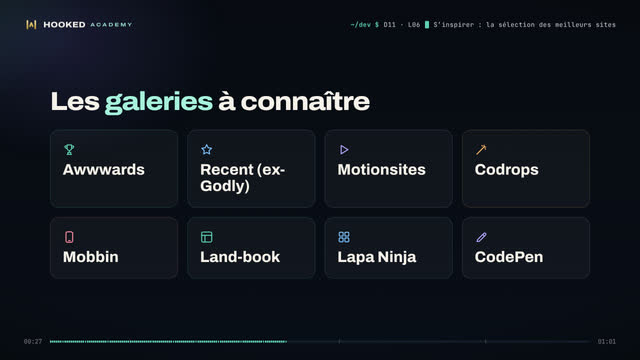 HOOKED ACADEMY
~/dev $ D11 · L06 S'inspirer : la sélection des meilleurs sites
Les galeries à connaître
Awwwards
Recent (ex-
Godly)
Motionsites
Codrops
Mobbin
Land-book
Lapa Ninja
CodePen
00:27
01:01